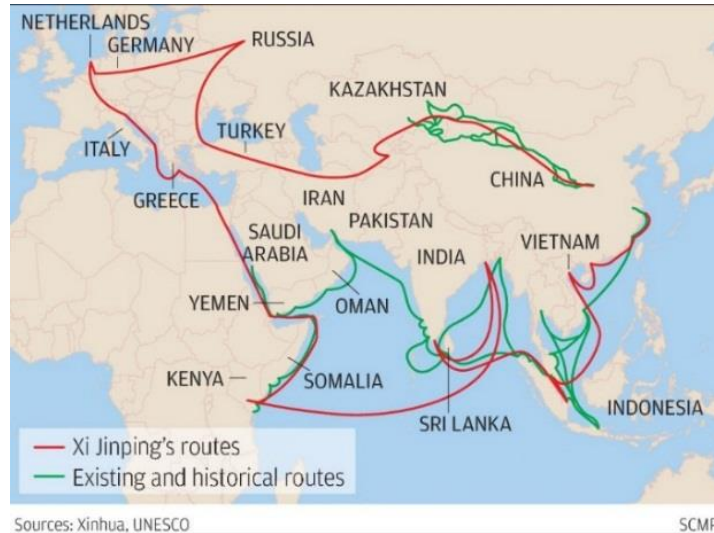 NETHERLANDS
GERMANY
RUSSIA
KAZAKHSTAN
ITALY
TURKEY
GREECE
CHINA
IRAN
PAKISTAN
SAUDI
ARABIA
INDIA
VIETNAM
YEMEN
OMAN
KENYA
SOMALIA
SRI LANKA
INDONESIA
Xi Jinping's routes
Existing and historical routes
Sources: Xinhua, UNESCO
SCMP